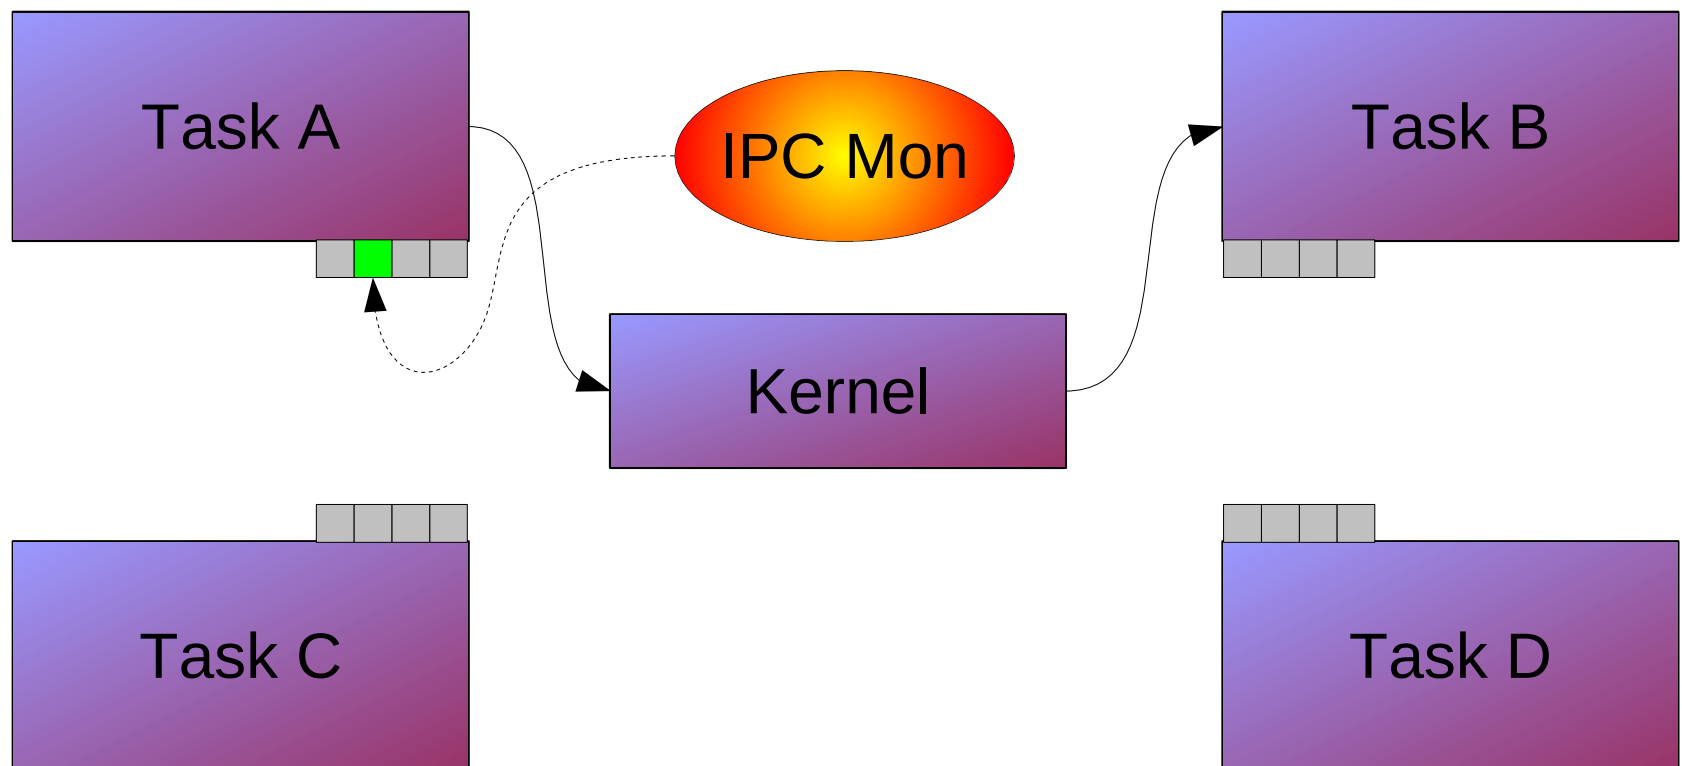 Task A
IPC Mon
Task B
Kernel
Task C
Task D